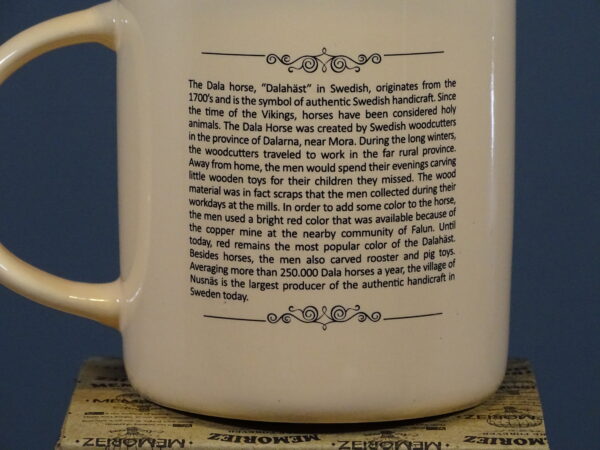 The Dala horse, "Dalahäst" in Swedish, originates from the
1700's and is the symbol of authentic Swedish handicraft. Since
the time of the Vikings, horses have been considered holy
animals. The Dala Horse was created by Swedish woodcutters
in the province of Dalarna, near Mora. During the long winters,
the woodcutters traveled to work in the far rural province.
Away from home, the men would spend their evenings carving
little wooden toys for their children they missed. The wood
material was in fact scraps that the men collected during their
workdays at the mills. In order to add some color to the horse,
the men used a bright red color that was available because of
the copper mine at the nearby community of Falun. Until
today, red remains the most popular color of the Dalahäst.
Besides horses, the men also carved rooster and pig toys.
Averaging more than 250.000 Dala horses a year, the village of
Nusnäs is the largest producer of the authentic handicraft in
Sweden today.
MEMORIEZ
MEMORIEZ
MEMORIEZ